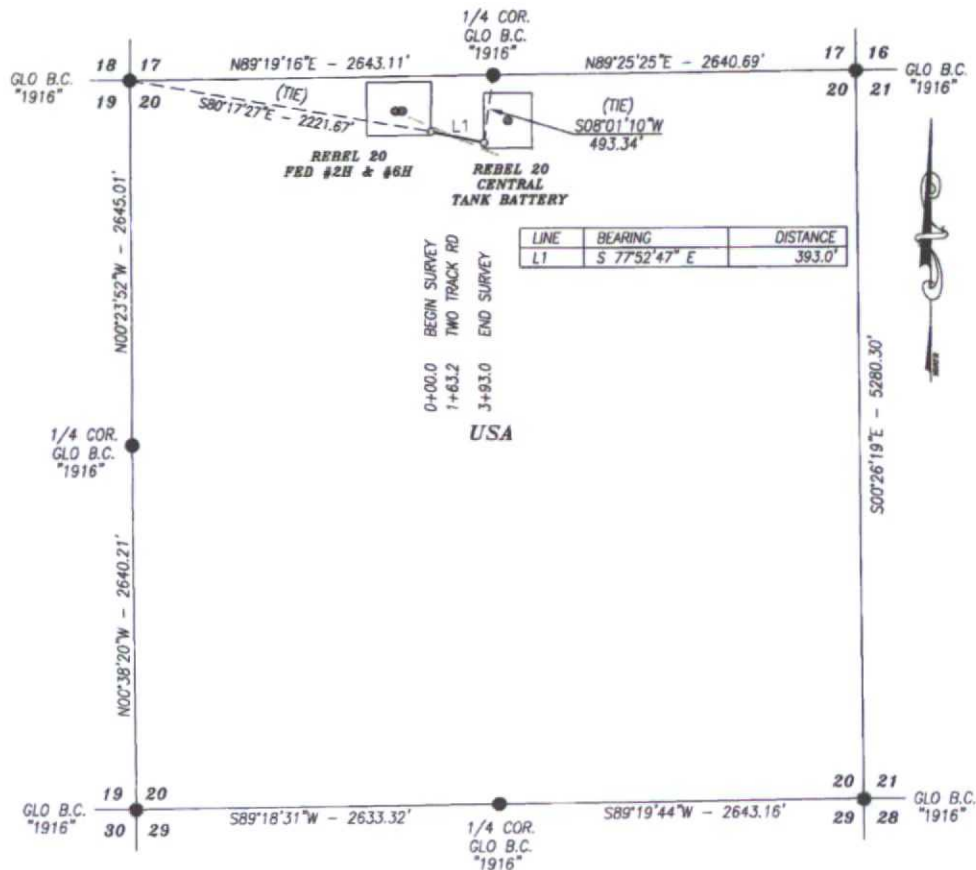 1/4 COR.
GLO B.C.
"1916"
18 17
N89°19'16"E - 2643.11'
N89°25'25"E - 2640.69'
17 16
GLO B.C.
"1916"
19 20
20 21
GLO B.C.
"1916"
(TIE)
S80°17'27"E - 2221.67'
L1
(TIE)
S08°01'10"W
493.34'
REBEL 20
FED #2H & #6H
REBEL 20
CENTRAL
TANK BATTERY
LINE BEARING DISTANCE
L1 S 77°52'47" E 393.0'
N00°23'52"W - 2645.01'
0+00.0 BEGIN SURVEY
1+63.2 TWO TRACK RD
3+93.0 END SURVEY
USA
S00°26'19"E - 5280.30'
1/4 COR.
GLO B.C.
"1916"
N00°38'20"W - 2640.21'
19 20
20 21
GLO B.C.
"1916"
30 29
S89°18'31"W - 2633.32'
1/4 COR.
GLO B.C.
"1916"
S89°19'44"W - 2643.16'
29 28
GLO B.C.
"1916"